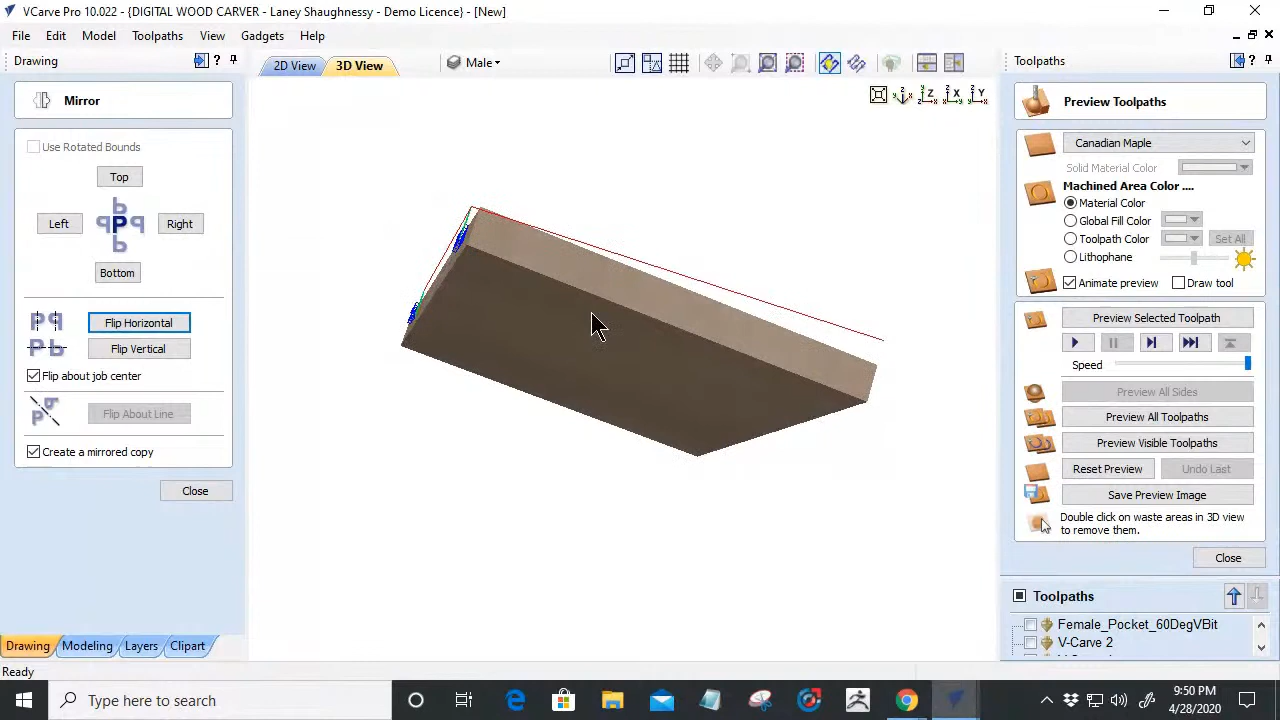 VCarve Pro 10.022 - {DIGITAL WOOD CARVER - Laney Shaughnessy - Demo Licence} - [New]
File Edit Model Toolpaths View Gadgets Help
Drawing
2D View 3D View Male
Toolpaths
Mirror
Use Rotated Bounds
Top
Left
Right
Bottom
Flip Horizontal
Flip Vertical
Flip about job center
Flip About Line
Create a mirrored copy
Close
Drawing Modeling Layers Clipart
Preview Toolpaths
Canadian Maple
Solid Material Color
Machined Area Color ....
Material Color
Global Fill Color
Toolpath Color Set All
Lithophane
Animate preview Draw tool
Preview Selected Toolpath
Speed
Preview All Sides
Preview All Toolpaths
Preview Visible Toolpaths
Reset Preview Undo Last
Save Preview Image
Double click on waste areas in 3D view
to remove them.
Close
Toolpaths
Female_Pocket_60DegVBit
V-Carve 2
Ready
Type here to search
9:50 PM
4/28/2020